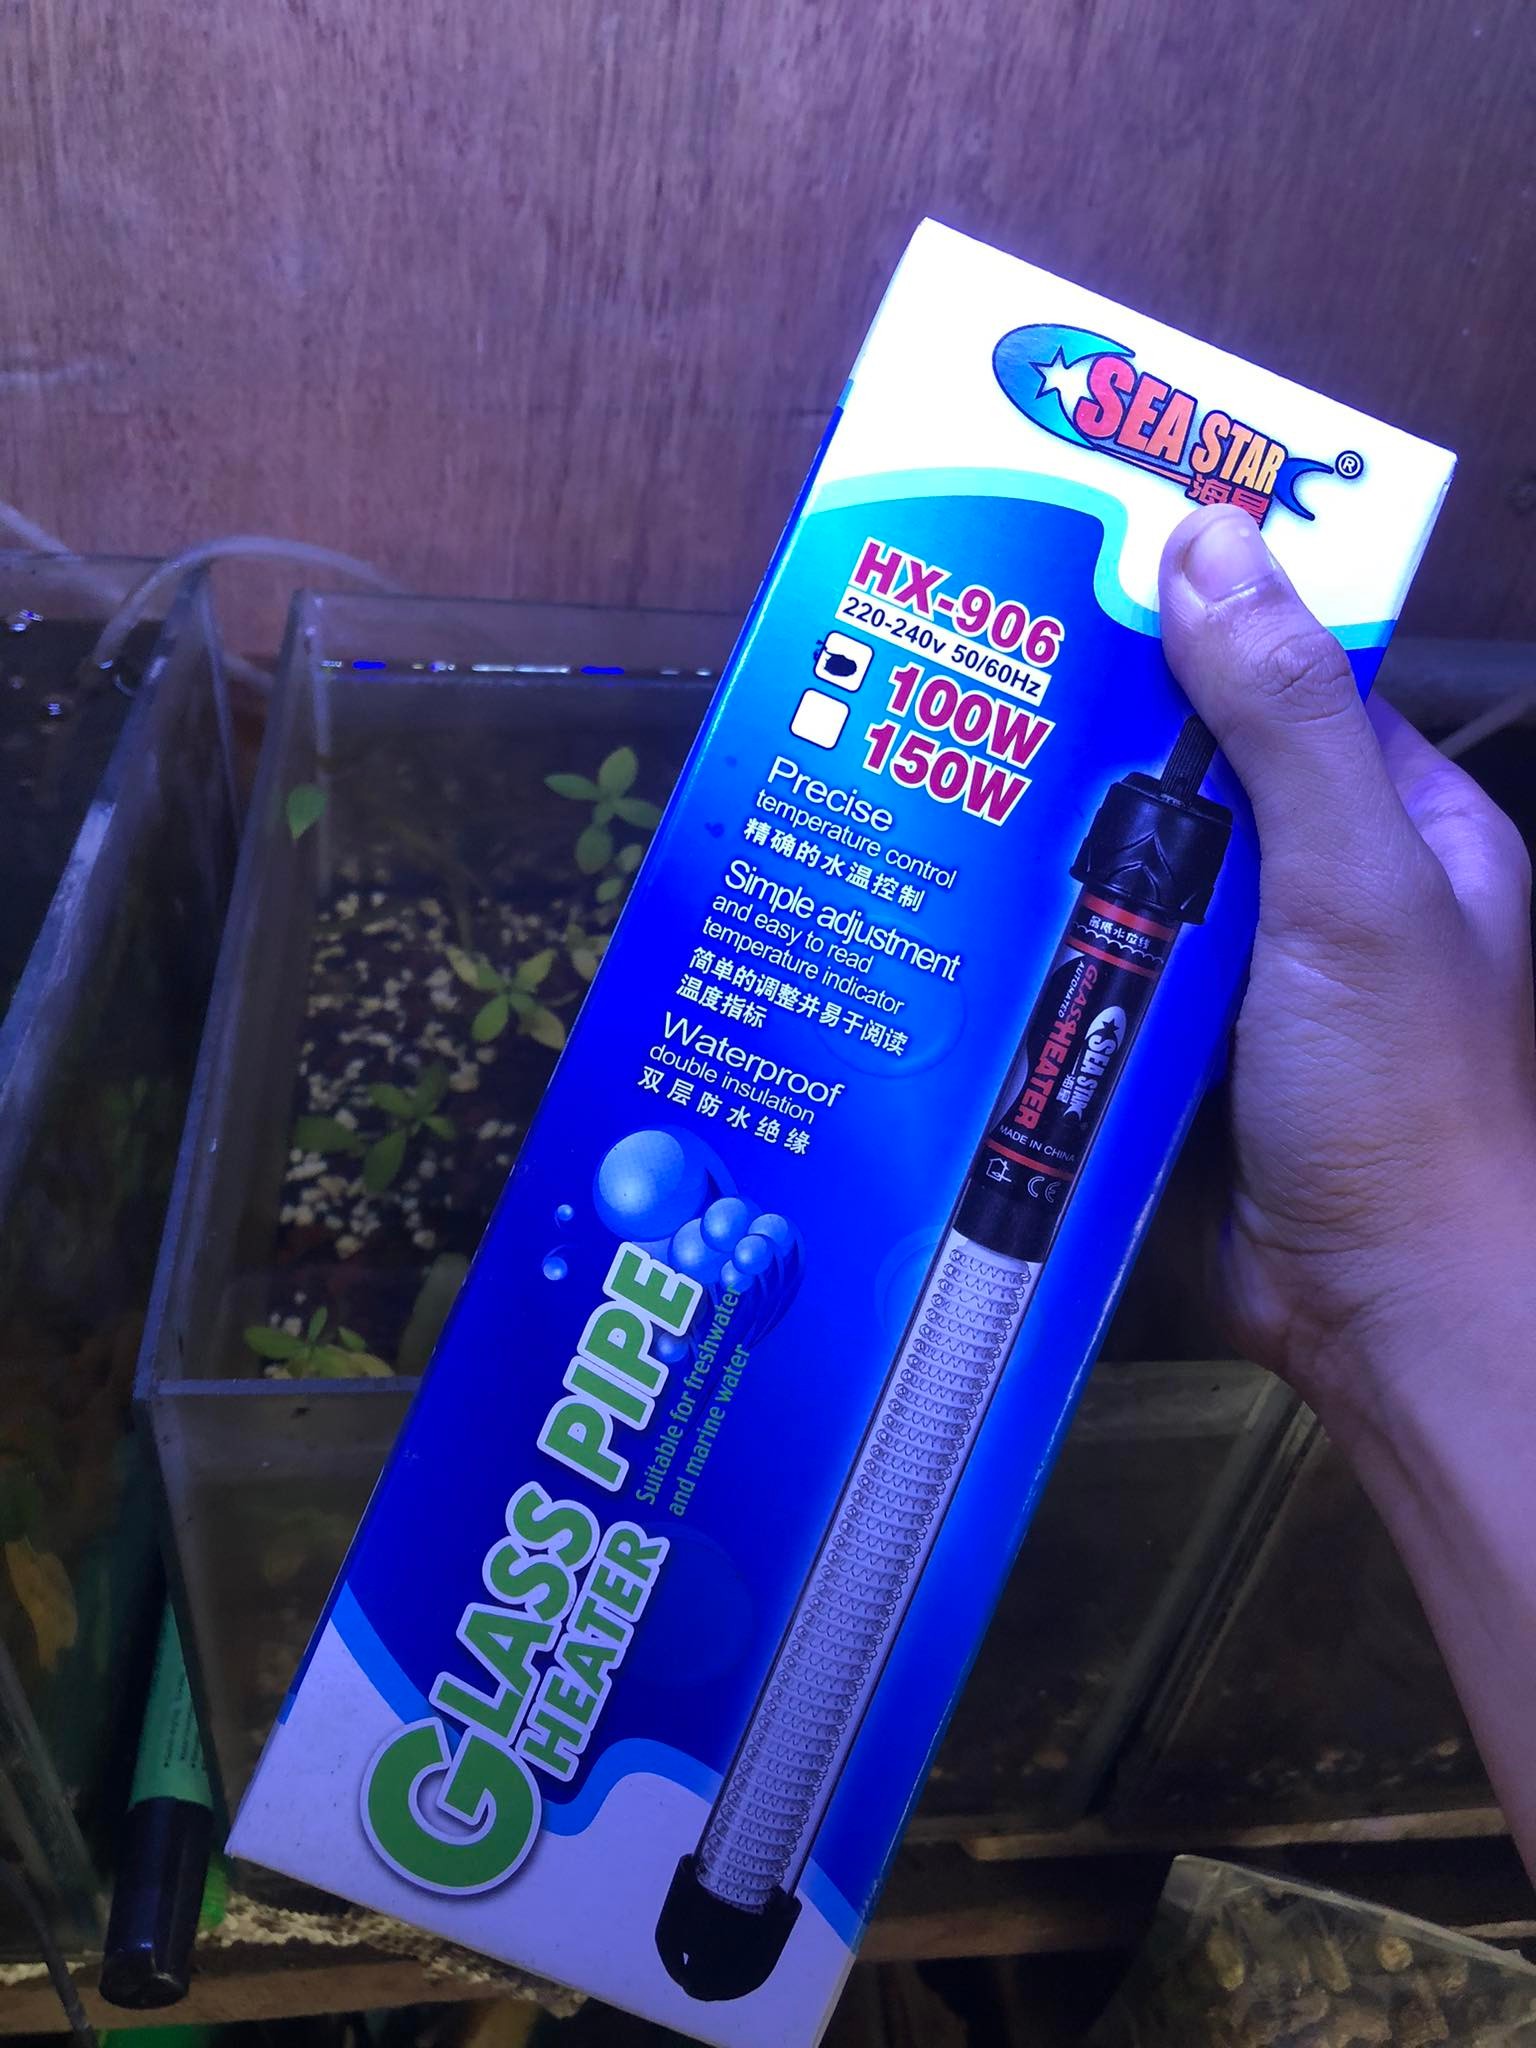 SEA STAR®
海星
HX-906
220-240v 50/60Hz
100W
150W
Precise
temperature control
精确的水温控制
Simple adjustment
and easy to read
temperature indicator
简单的调整并易于阅读
温度指标
Waterproof
double insulation
双层防水绝缘
GLASS PIPE
HEATER
Suitable for freshwater
and marine water
AUTOMATED
GLASS HEATER
SEA STAR
海星
MADE IN CHINA
CE